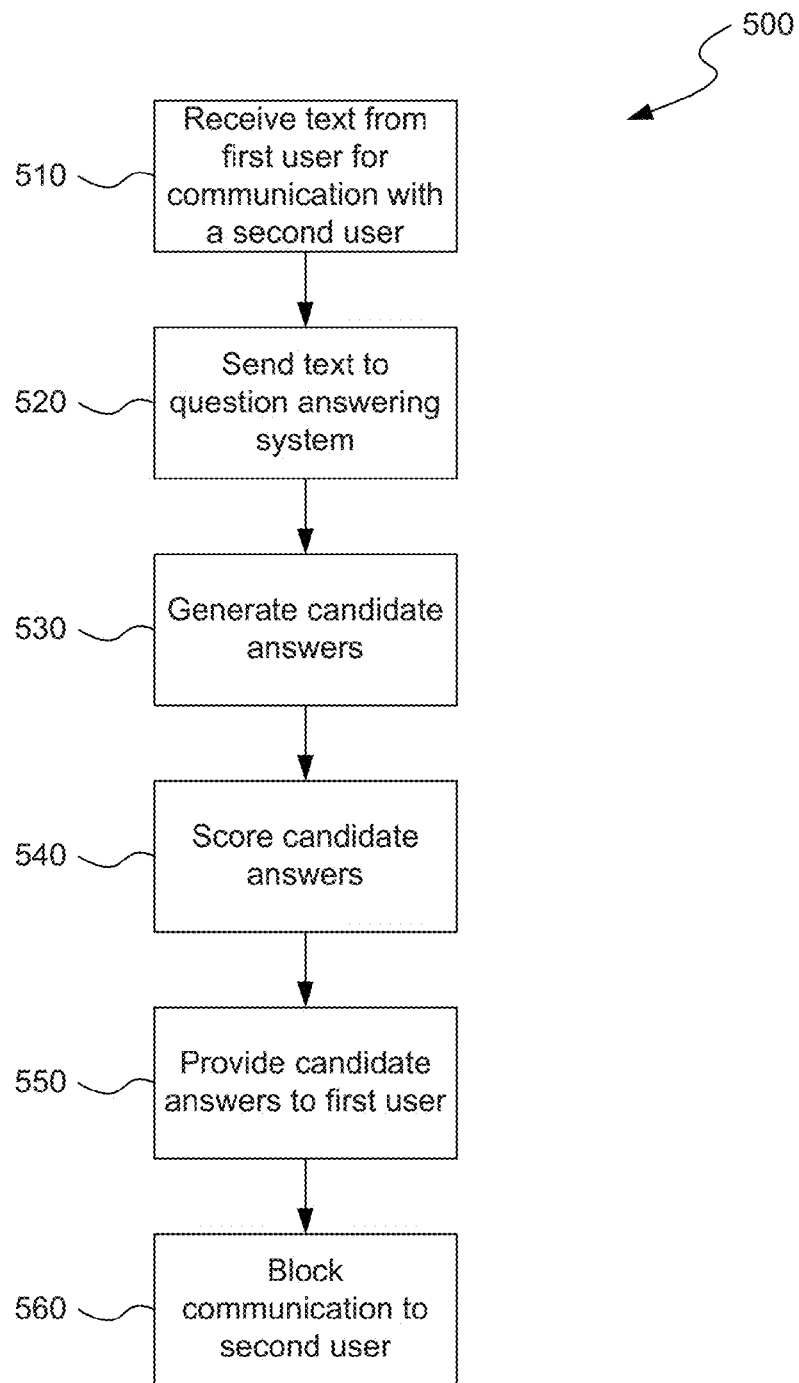 500
510
Receive text from
first user for
communication with
a second user
520
Send text to
question answering
system
530
Generate candidate
answers
540
Score candidate
answers
550
Provide candidate
answers to first user
560
Block
communication to
second user